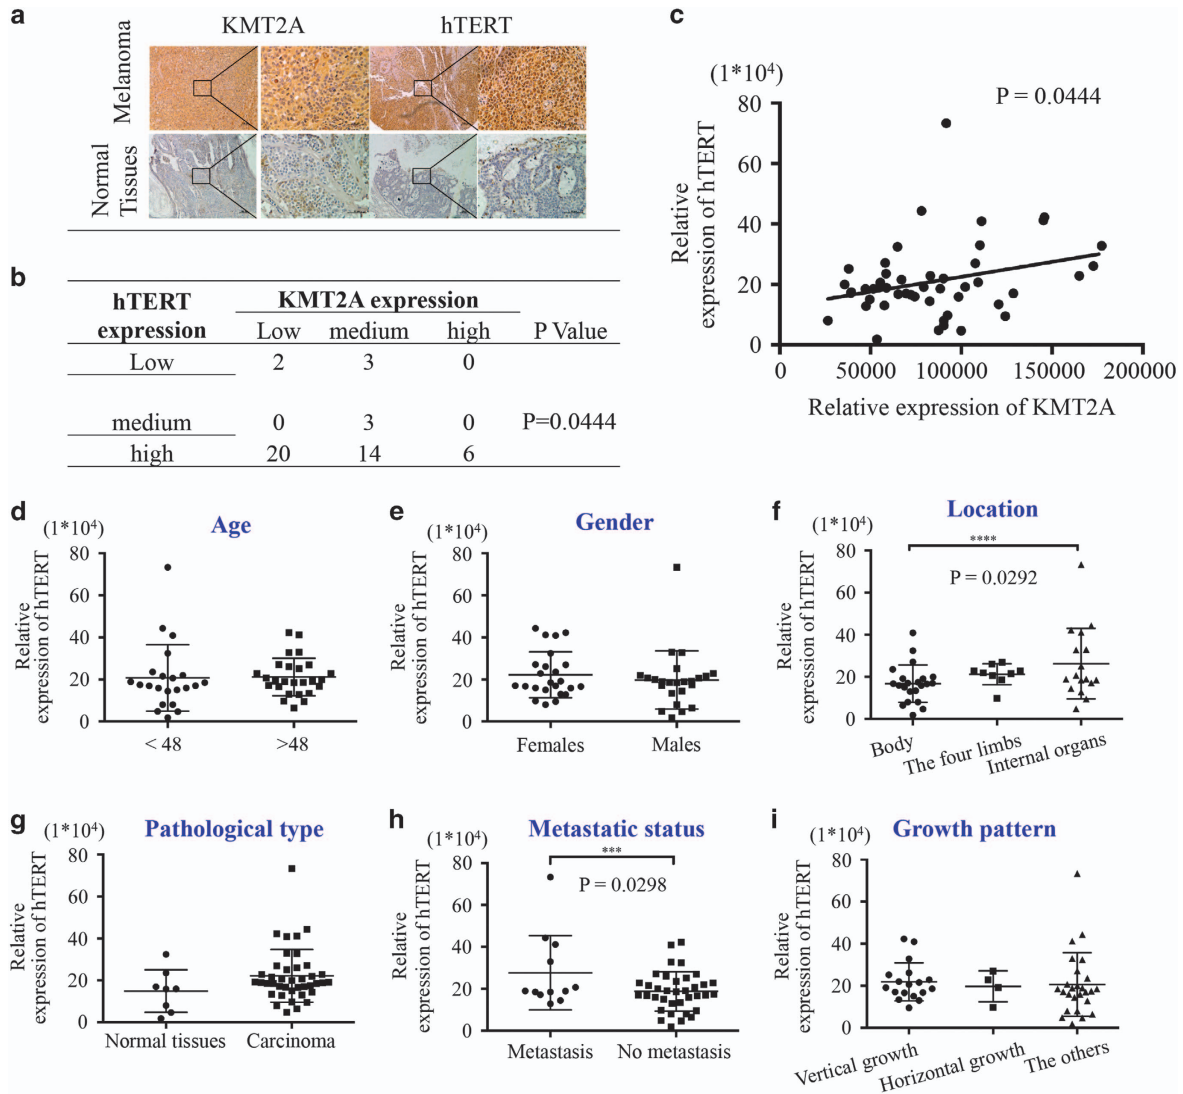 a
KMT2A
hTERT
Melanoma
Normal
Tissues
b
hTERT
expression
KMT2A expression
Low
medium
high
P Value
Low
2
3
0
medium
0
3
0
P=0.0444
high
20
14
6
c
(1*10⁴)
P = 0.0444
Relative
expression of hTERT
80
60
40
20
0
0
50000
100000
150000
200000
Relative expression of KMT2A
d
(1*10⁴)
Age
Relative
expression of hTERT
80
60
40
20
0
< 48
>48
e
(1*10⁴)
Gender
Relative
expression of hTERT
80
60
40
20
0
Females
Males
f
(1*10⁴)
Location
****
P = 0.0292
Relative
expression of hTERT
80
60
40
20
0
Body
The four limbs
Internal organs
g
(1*10⁴)
Pathological type
Relative
expression of hTERT
80
60
40
20
0
Normal tissues
Carcinoma
h
(1*10⁴)
Metastatic status
***
P = 0.0298
Relative
expression of hTERT
80
60
40
20
0
Metastasis
No metastasis
i
(1*10⁴)
Growth pattern
Relative
expression of hTERT
80
60
40
20
0
Vertical growth
Horizontal growth
The others